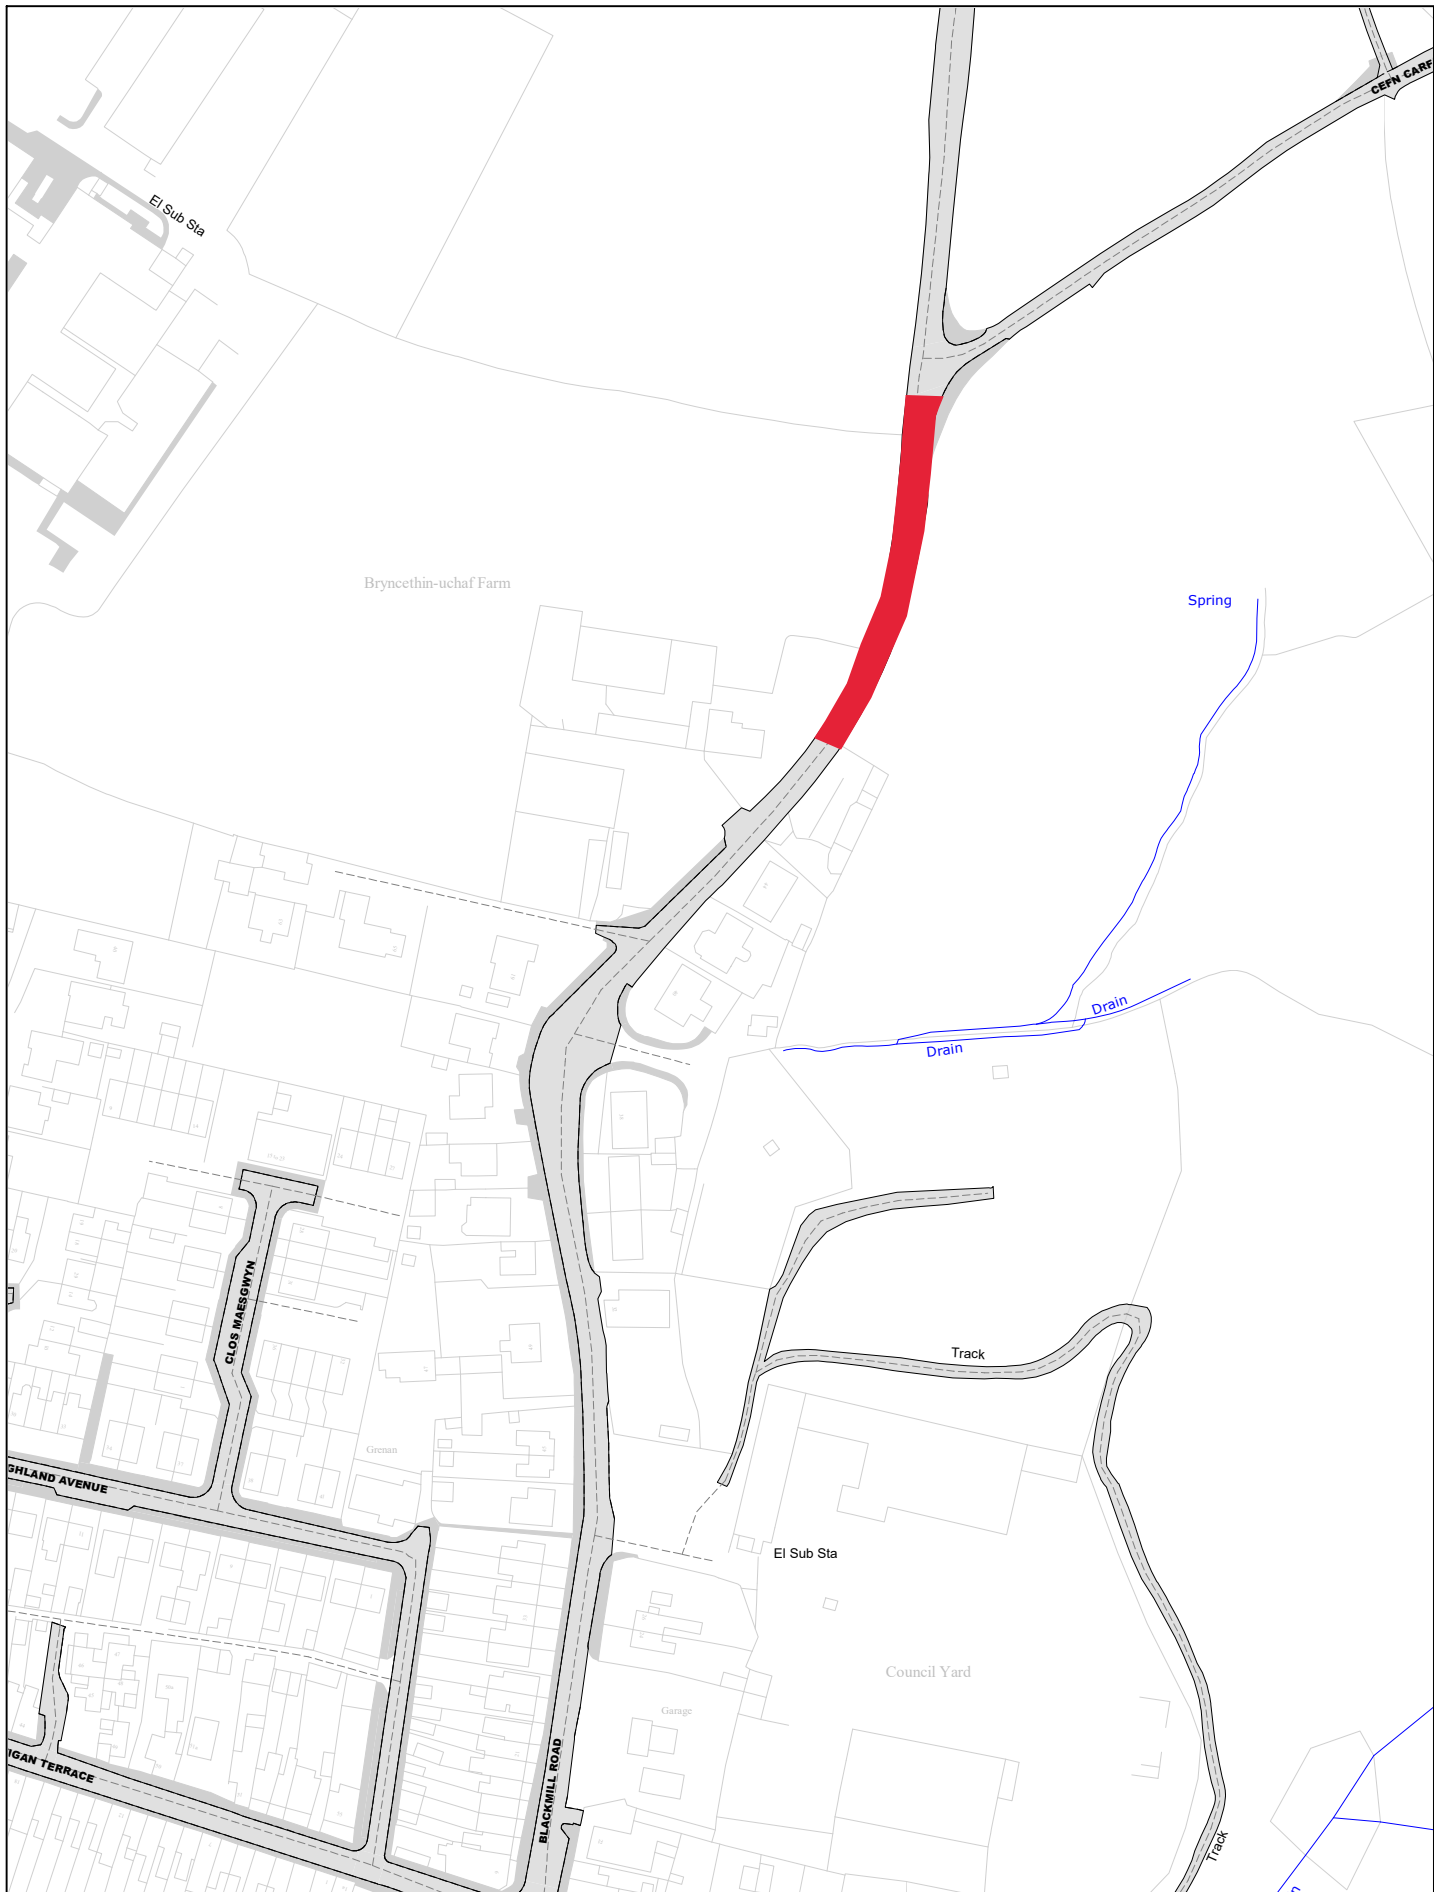 CEFN CARF
El Sub Sta
Bryncethin-uchaf Farm
Spring
Drain
Drain
CLOS MAESGWYN
Track
Grenan
GHLAND AVENUE
El Sub Sta
Council Yard
Garage
IGAN TERRACE
BLACKMILL ROAD
Track